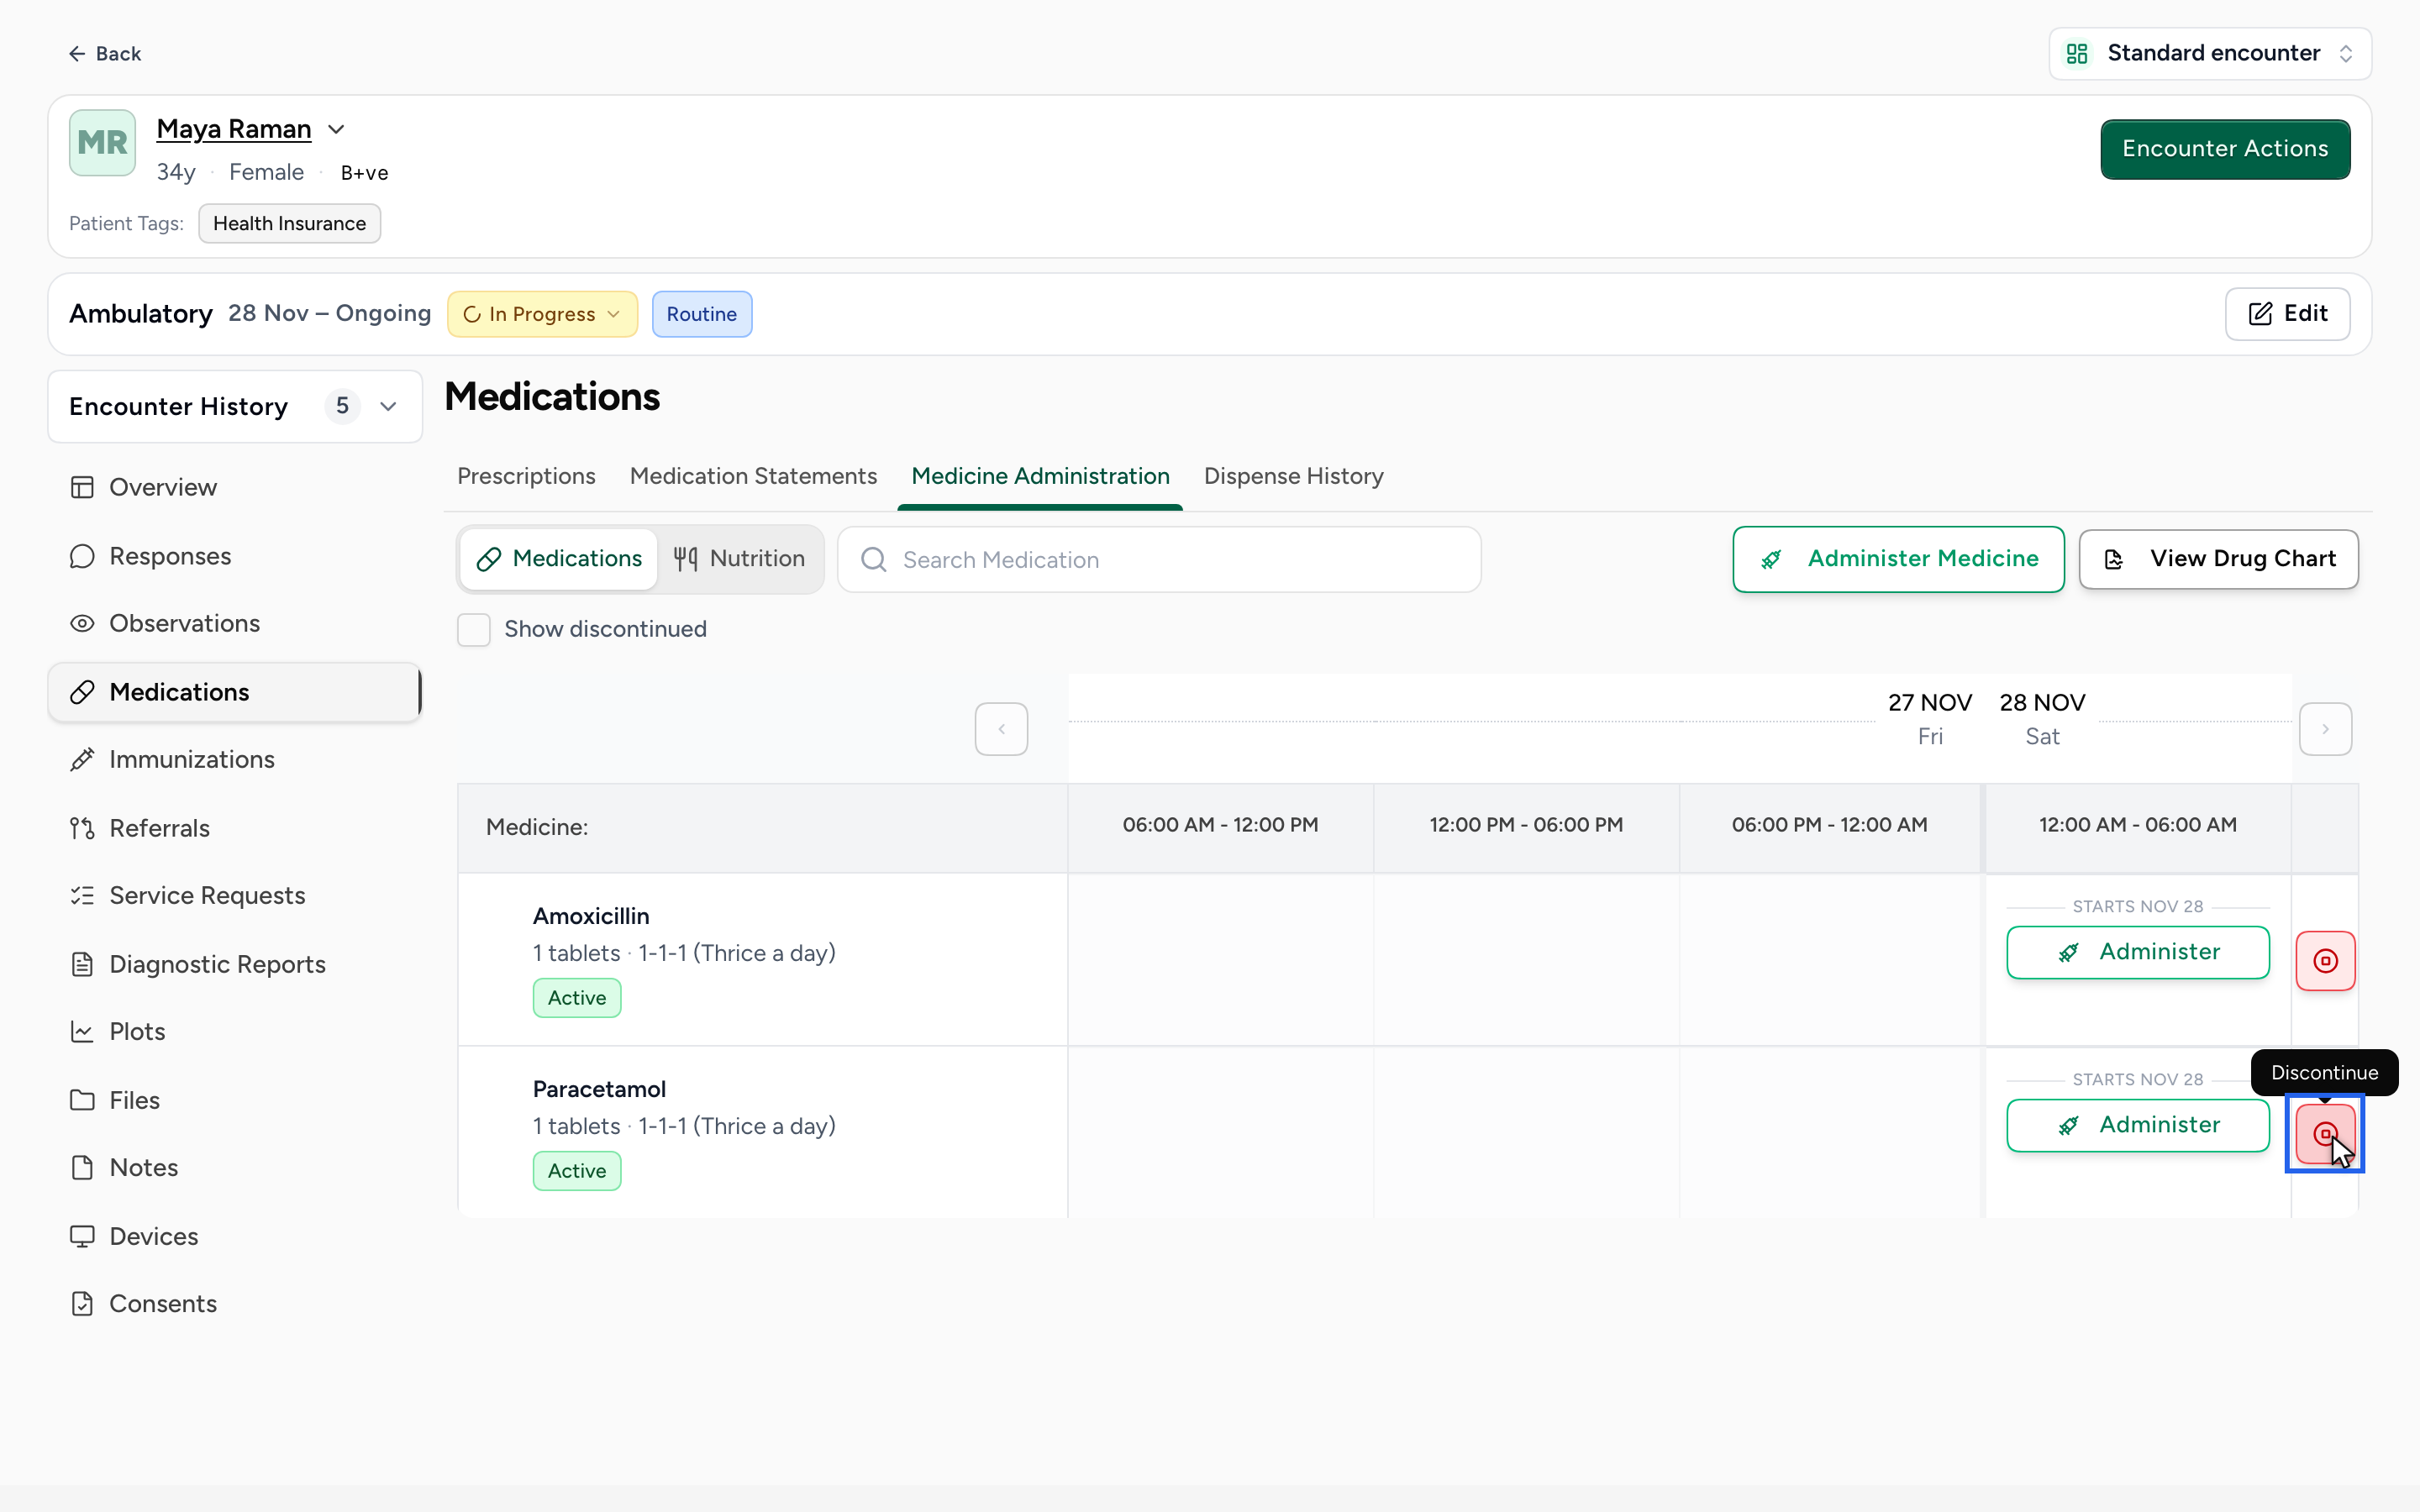 Back
Standard encounter
MR
Maya Raman
34y · Female · B+ve
Encounter Actions
Patient Tags: Health Insurance
Ambulatory 28 Nov – Ongoing In Progress Routine
Edit
Encounter History 5
Overview
Responses
Observations
Medications
Immunizations
Referrals
Service Requests
Diagnostic Reports
Plots
Files
Notes
Devices
Consents
Medications
Prescriptions Medication Statements Medicine Administration Dispense History
Medications Nutrition Search Medication Administer Medicine View Drug Chart
Show discontinued
27 NOV 28 NOV
Fri Sat
Medicine: 06:00 AM - 12:00 PM 12:00 PM - 06:00 PM 06:00 PM - 12:00 AM 12:00 AM - 06:00 AM
Amoxicillin
1 tablets · 1-1-1 (Thrice a day)
Active
STARTS NOV 28
Administer
Paracetamol
1 tablets · 1-1-1 (Thrice a day)
Active
STARTS NOV 28
Administer
Discontinue